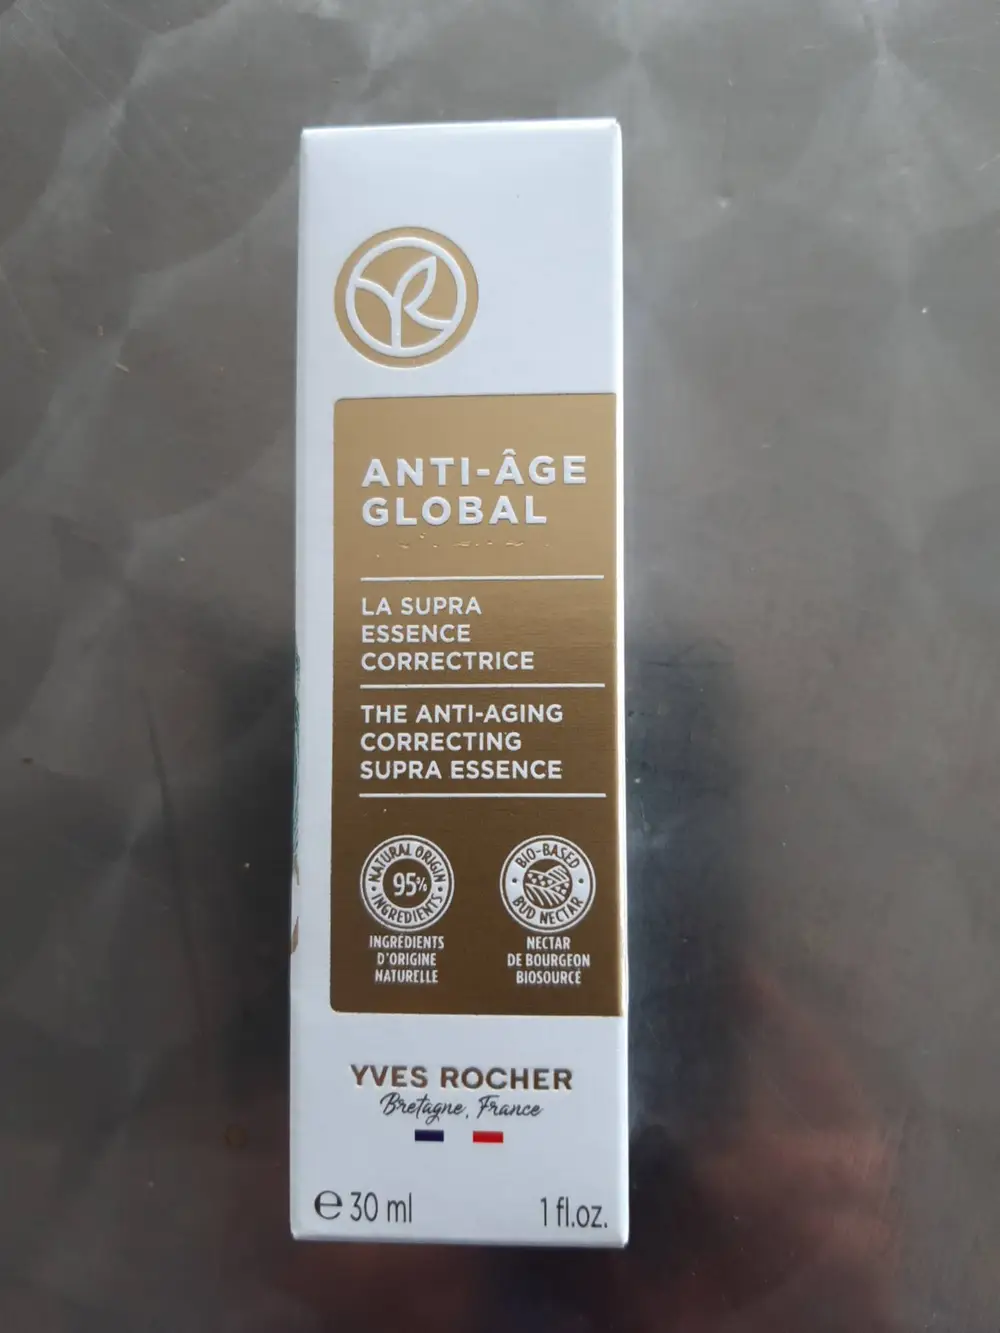 ANTI-ÂGE
GLOBAL
LA SUPRA
ESSENCE
CORRECTRICE
THE ANTI-AGING
CORRECTING
SUPRA ESSENCE
NATURAL ORIGIN
95%
INGREDIENTS
INGRÉDIENTS
D'ORIGINE
NATURELLE
BIO-BASED
BUD NECTAR
NECTAR
DE BOURGEON
BIOSOURCÉ
YVES ROCHER
Bretagne, France
℮ 30 ml
1 fl.oz.